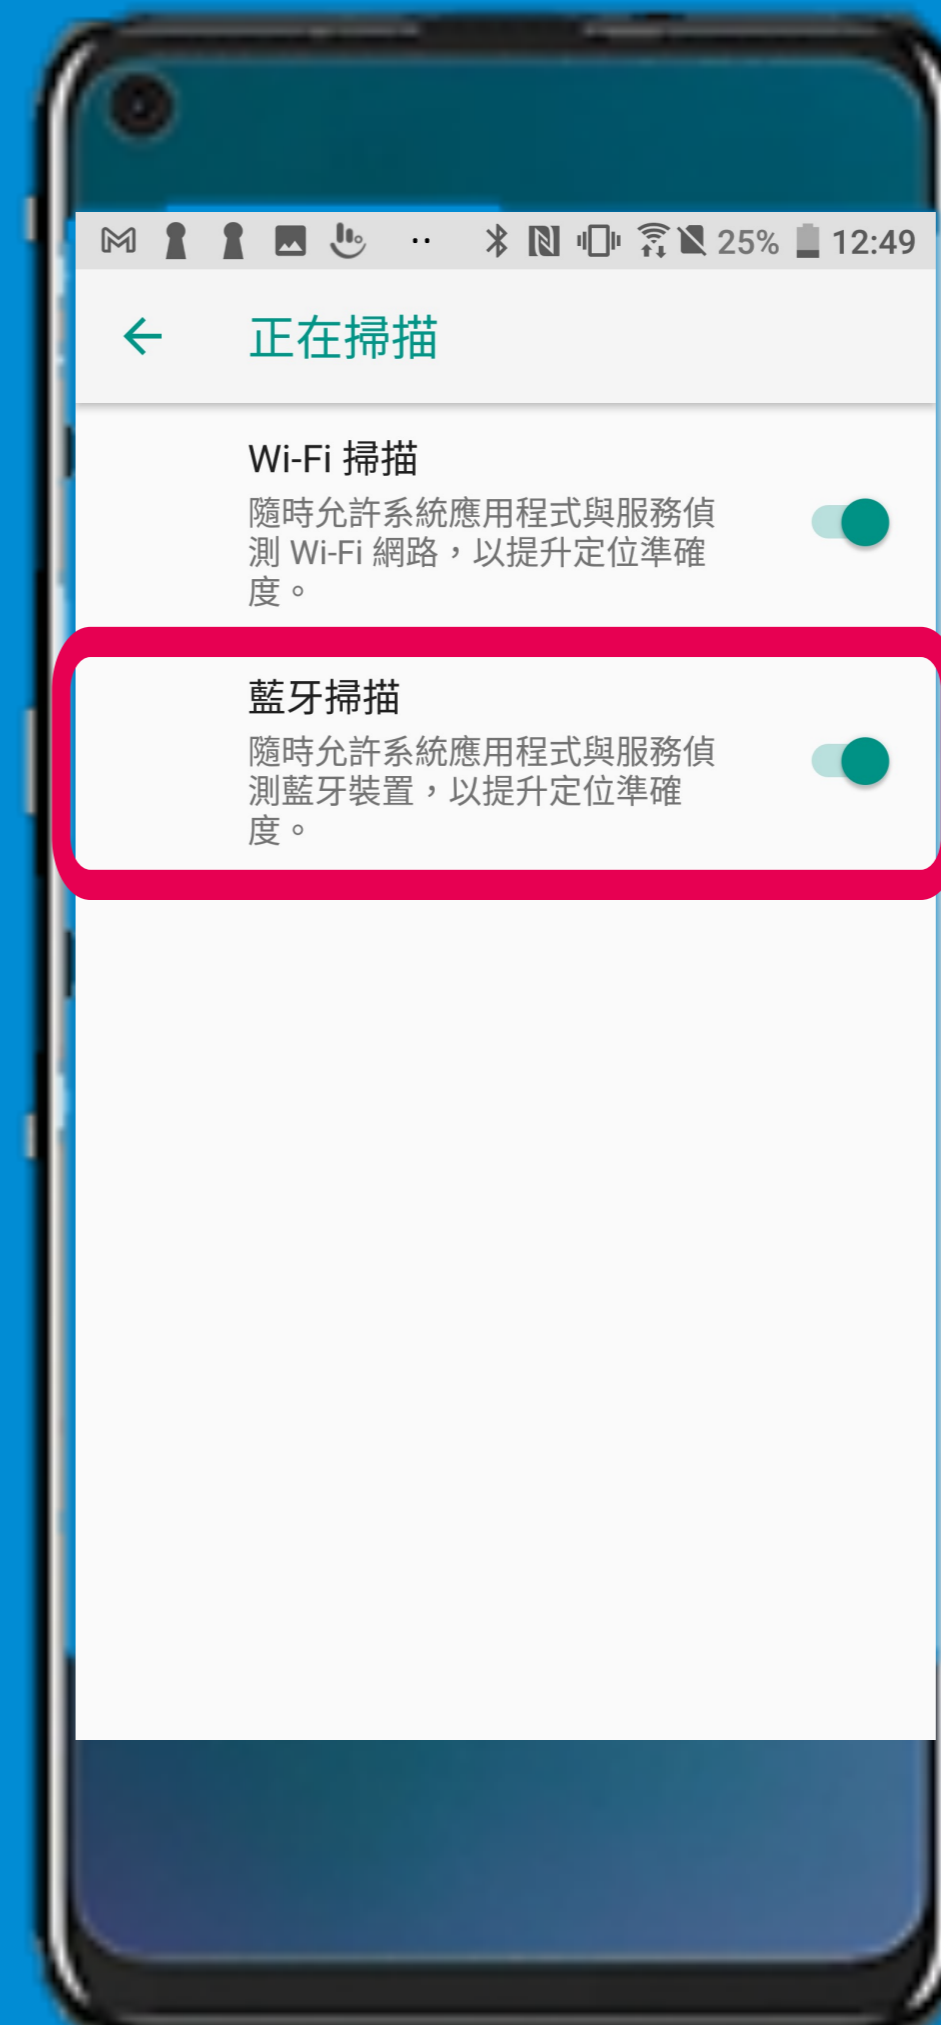 25% 12:49
正在掃描
Wi-Fi 掃描
隨時允許系統應用程式與服務偵
測 Wi-Fi 網路，以提升定位準確
度。
藍牙掃描
隨時允許系統應用程式與服務偵
測藍牙裝置，以提升定位準確
度。